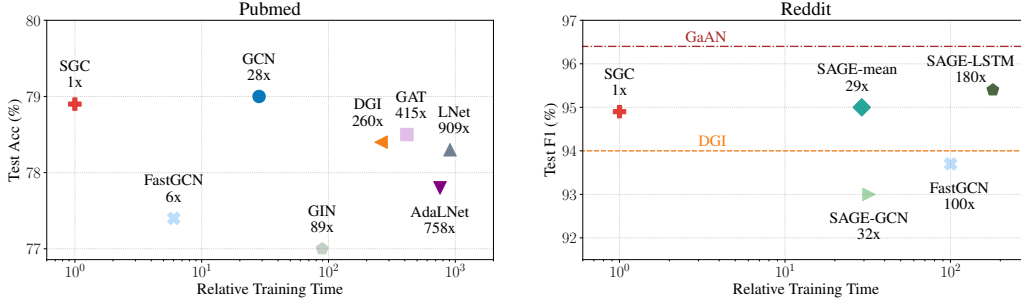 Pubmed
80
79
78
77
Test Acc (%)
SGC
1x
GCN
28x
DGI
260x
GAT
415x
LNet
909x
FastGCN
6x
GIN
89x
AdaLNet
758x
10^0
10^1
10^2
10^3
Relative Training Time
Reddit
97
96
95
94
93
92
Test F1 (%)
GaAN
SGC
1x
SAGE-mean
29x
SAGE-LSTM
180x
DGI
FastGCN
100x
SAGE-GCN
32x
10^0
10^1
10^2
Relative Training Time